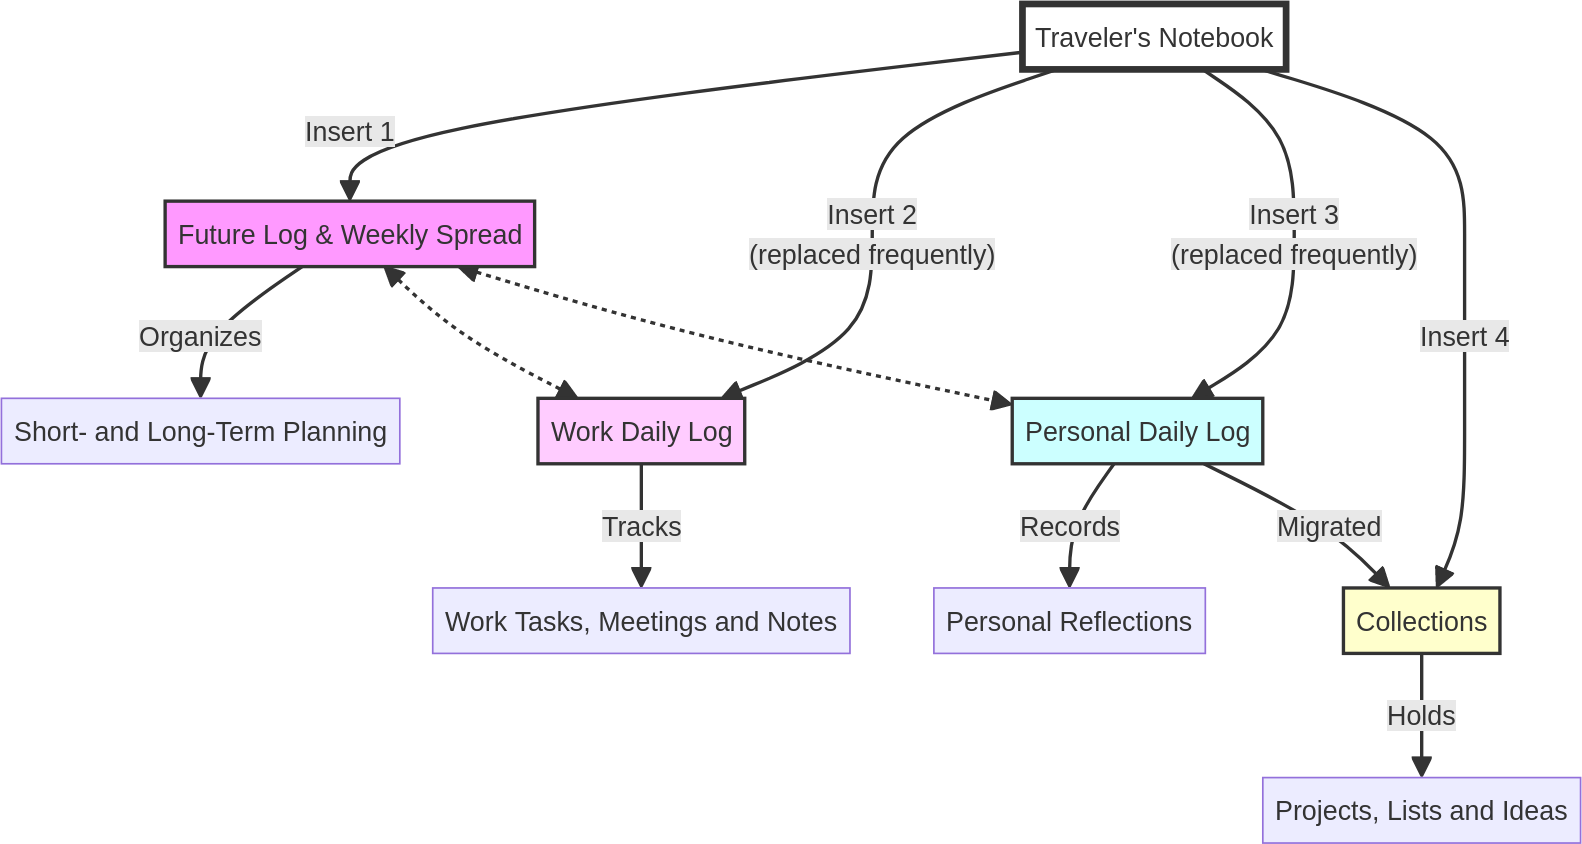 Traveler's Notebook
Insert 1
Insert 2
(replaced frequently)
Insert 3
(replaced frequently)
Future Log & Weekly Spread
Organizes
Insert 4
Short- and Long-Term Planning
Work Daily Log
Personal Daily Log
Tracks
Records
Migrated
Work Tasks, Meetings and Notes
Personal Reflections
Collections
Holds
Projects, Lists and Ideas